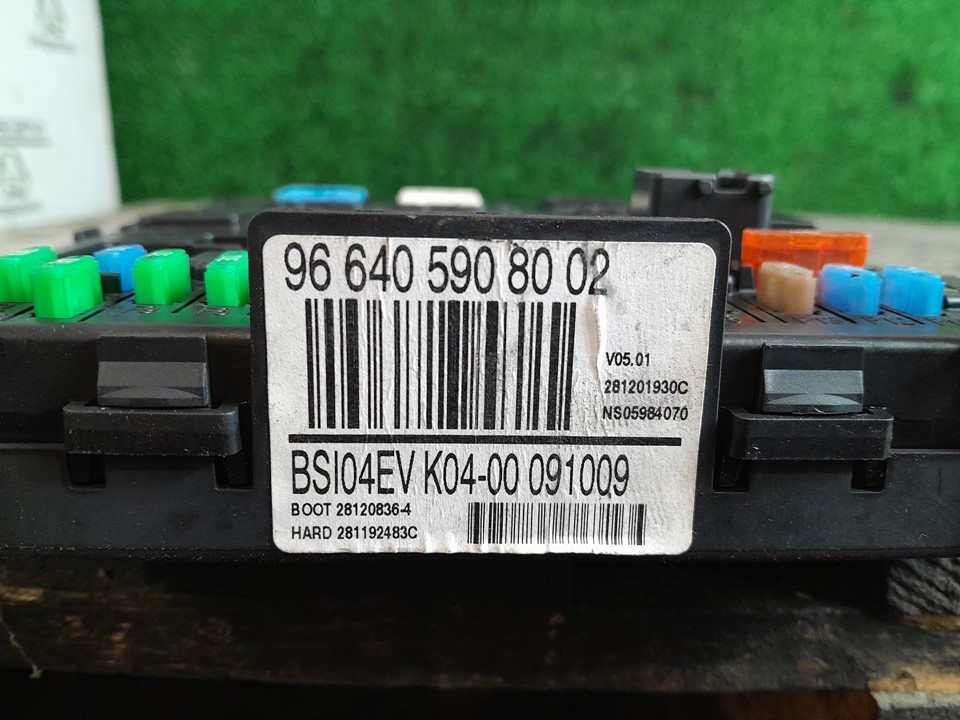 96 640 590 80 02
V05.01
281201930C
NS05984070
BSI04EV K04-00 091009
BOOT 28120836-4
HARD 281192483C